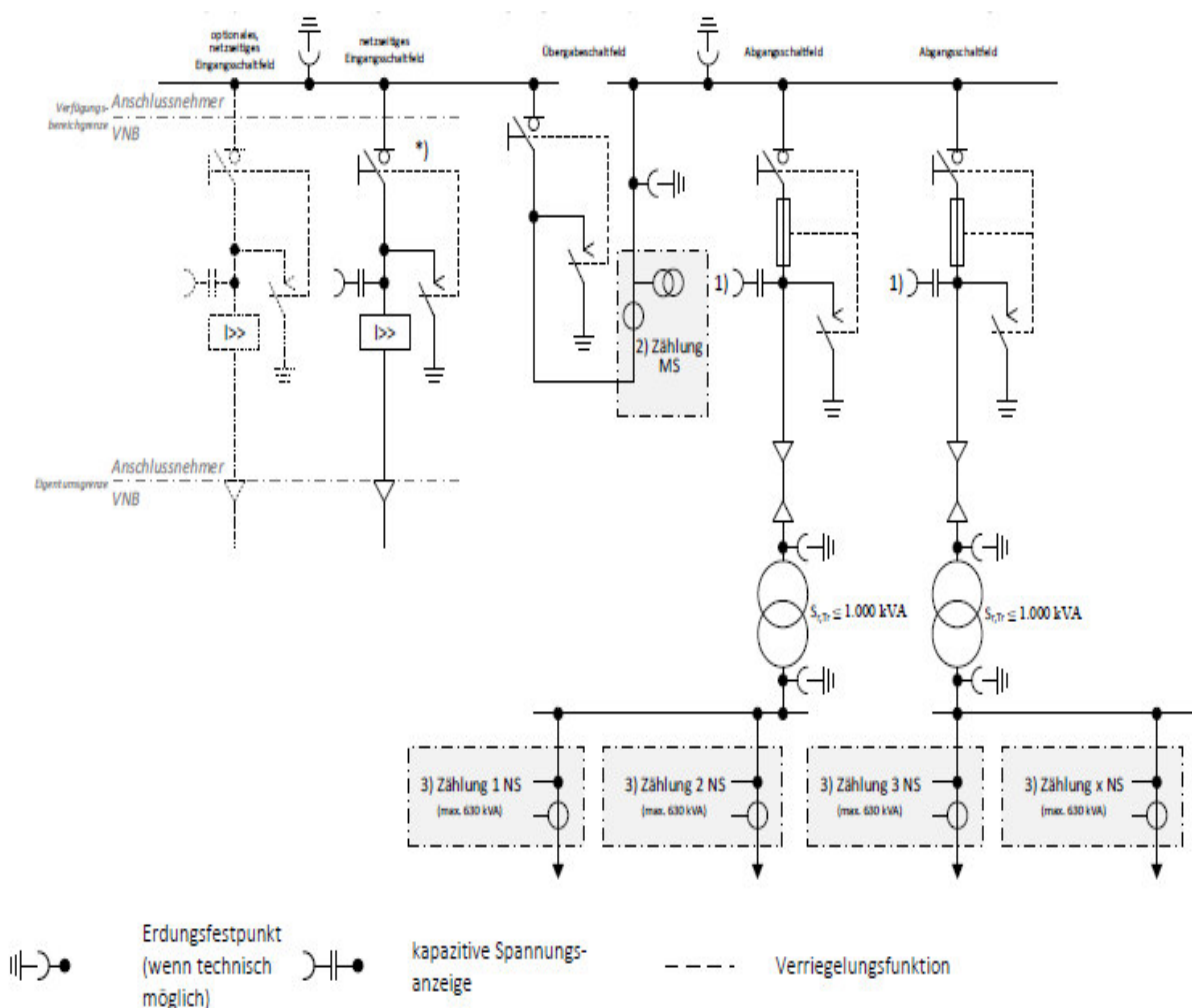 optionales,
netzseitiges
Eingangsschaltfeld
netzseitiges
Eingangsschaltfeld
Übergabeschaltfeld
Abgangsschaltfeld
Abgangsschaltfeld
Verfügungs-
bereichgrenze
Anschlussnehmer
VNB
*)
I>>
I>>
1)
1)
2) Zählung
MS
Eigentumsgrenze
Anschlussnehmer
VNB
Sr,Tr ≦ 1.000 kVA
Sr,Tr ≦ 1.000 kVA
3) Zählung 1 NS
(max. 630 kVA)
3) Zählung 2 NS
(max. 630 kVA)
3) Zählung 3 NS
(max. 630 kVA)
3) Zählung x NS
(max. 630 kVA)
Erdungsfestpunkt
(wenn technisch
möglich)
kapazitive Spannungs-
anzeige
Verriegelungsfunktion